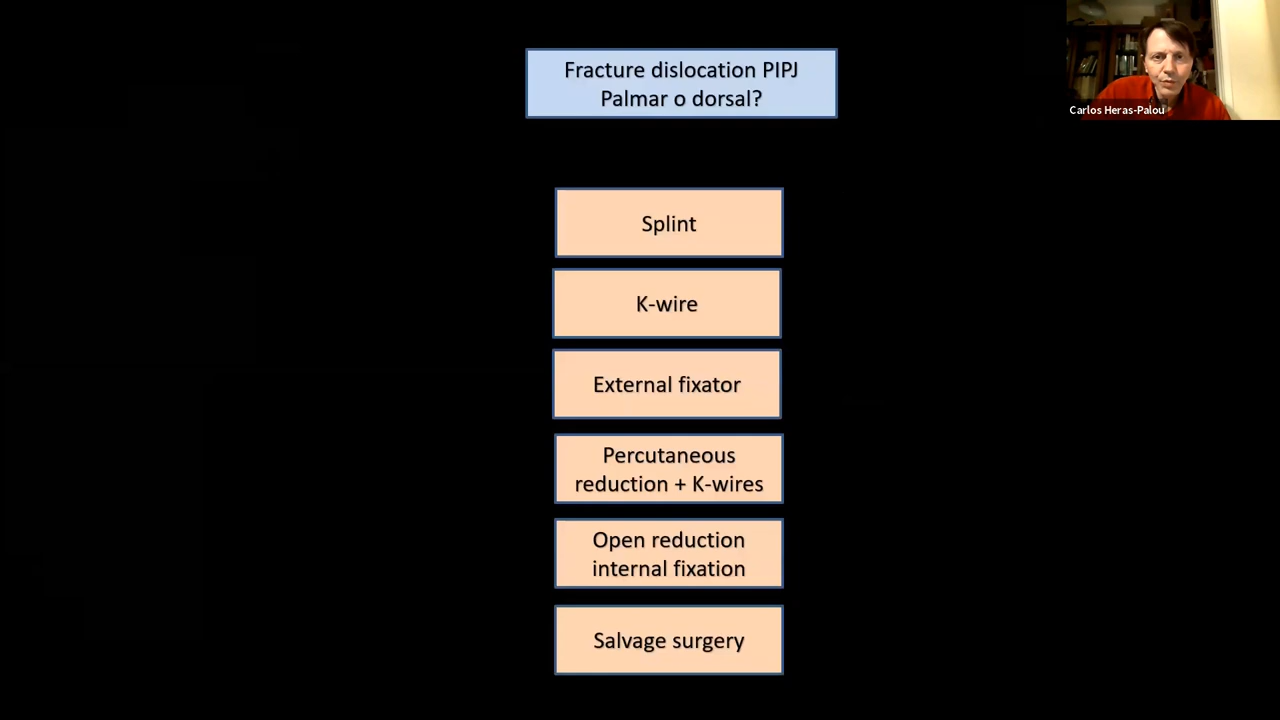 Fracture dislocation PIPJ
Palmar o dorsal?
Carlos Heras-Palou
Splint
K-wire
External fixator
Percutaneous
reduction + K-wires
Open reduction
internal fixation
Salvage surgery